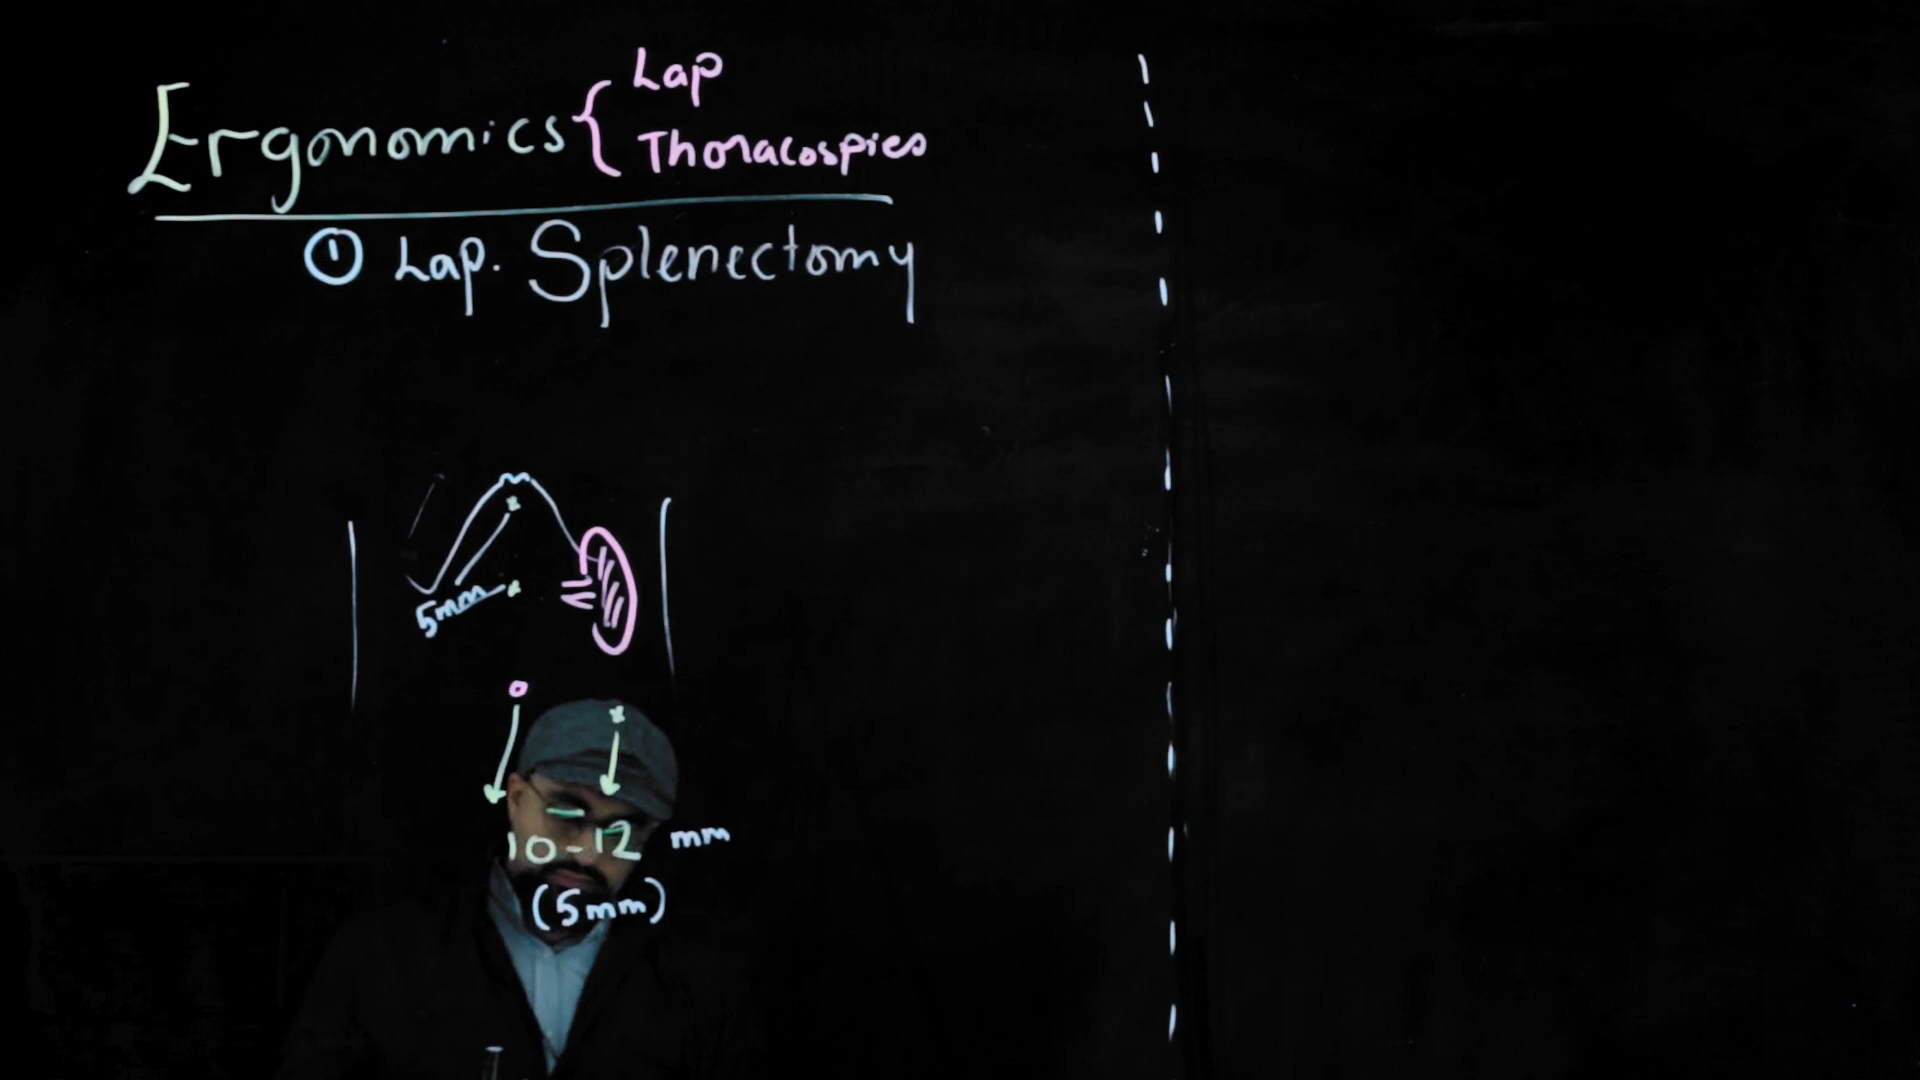 Ergonomics { Lap
Thoracospies
① Lap. Splenectomy
5mm
10-12 mm
(5mm)